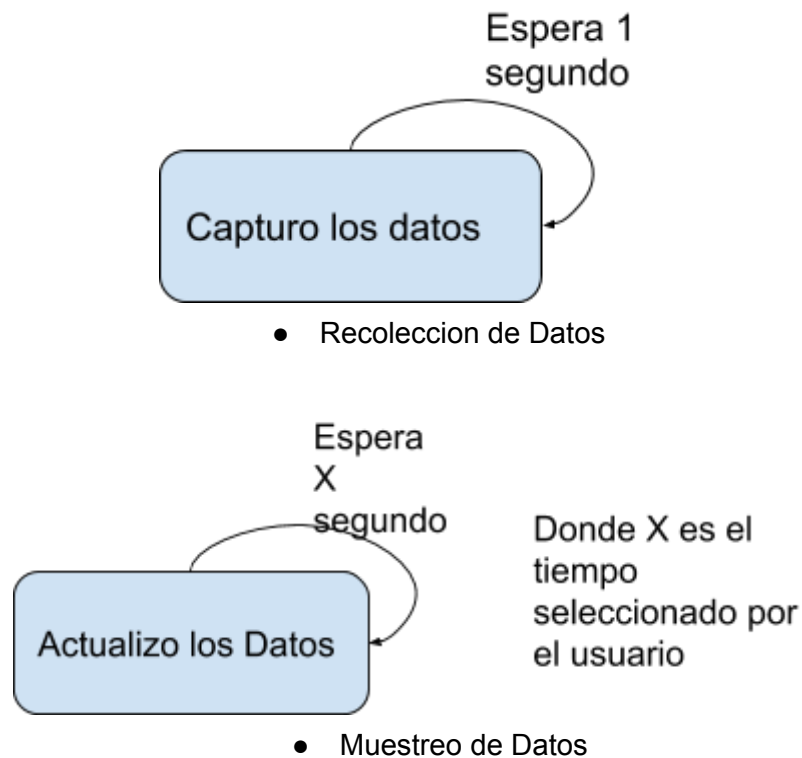 Espera 1
segundo
Capturo los datos
● Recoleccion de Datos
Espera
X
segundo
Donde X es el
tiempo
seleccionado por
el usuario
Actualizo los Datos
● Muestreo de Datos